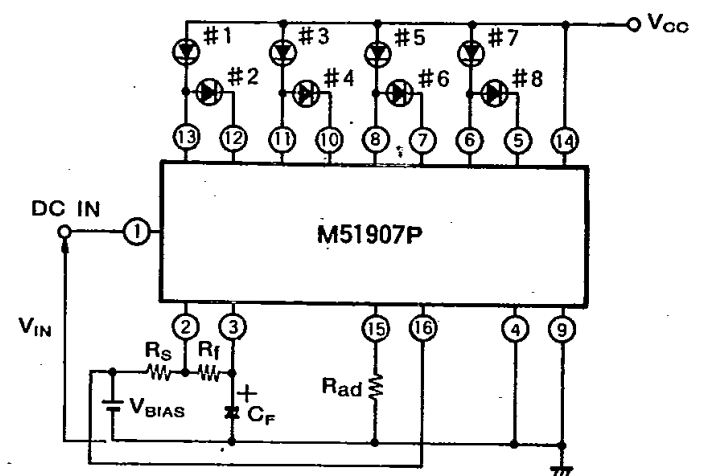 #1 #3 #5 #7 Vcc
#2 #4 #6 #8
13 12 11 10 8 7 6 5 14
DC IN
1
M51907P
VIN
2 3 15 16 4 9
Rs Rf
Rad
VBIAS + CF